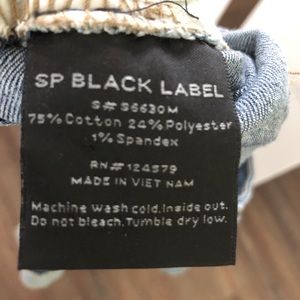 SP BLACK LABEL
S# S6630M
75% Cotton 24% Polyester
1% Spandex
RN# 124579
MADE IN VIET NAM
Machine wash cold.Inside out.
Do not bleach.Tumble dry low.